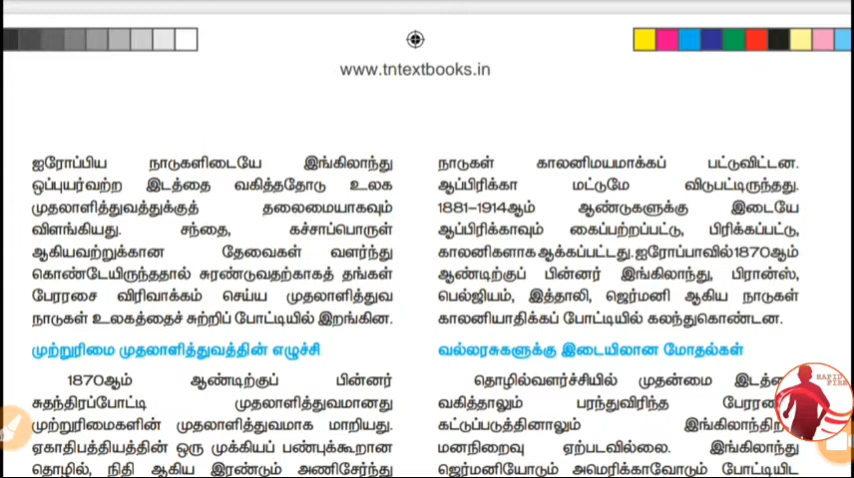 www.tntextbooks.in
ஐரோப்பிய நாடுகளிடையே இங்கிலாந்து
ஒப்புயர்வற்ற இடத்தை வகித்ததோடு உலக
முதலாளித்துவத்துக்குத் தலைமையாகவும்
விளங்கியது. சந்தை, கச்சாப்பொருள்
ஆகியவற்றுக்கான தேவைகள் வளர்ந்து
கொண்டேயிருந்ததால் சுரண்டுவதற்காகத் தங்கள்
பேரரசை விரிவாக்கம் செய்ய முதலாளித்துவ
நாடுகள் உலகத்தைச் சுற்றிப் போட்டியில் இறங்கின.
முற்றுரிமை முதலாளித்துவத்தின் எழுச்சி
1870ஆம் ஆண்டிற்குப் பின்னர்
சுதந்திரப்போட்டி முதலாளித்துவமானது
முற்றுரிமைகளின் முதலாளித்துவமாக மாறியது.
ஏகாதிபத்தியத்தின் ஒரு முக்கியப் பண்புக்கூறான
தொழில், நிதி ஆகிய இரண்டும் அணிசேர்ந்து
நாடுகள் காலனிமயமாக்கப் பட்டுவிட்டன.
ஆப்பிரிக்கா மட்டுமே விடுபட்டிருந்தது.
1881-1914ஆம் ஆண்டுகளுக்கு இடையே
ஆப்பிரிக்காவும் கைப்பற்றப்பட்டு, பிரிக்கப்பட்டு,
காலனிகளாக ஆக்கப்பட்டது. ஐரோப்பாவில் 1870ஆம்
ஆண்டிற்குப் பின்னர் இங்கிலாந்து, பிரான்ஸ்,
பெல்ஜியம், இத்தாலி, ஜெர்மனி ஆகிய நாடுகள்
காலனியாதிக்கப் போட்டியில் கலந்துகொண்டன.
வல்லரசுகளுக்கு இடையிலான மோதல்கள்
தொழில்வளர்ச்சியில் முதன்மை
வகித்தாலும் பரந்துவிரிந்த
கட்டுப்படுத்தினாலும்
மனநிறைவு ஏற்படவில்லை. இங்கிலாந்து
ஜெர்மனியோடும் அமெரிக்காவோடும் போட்டியிட